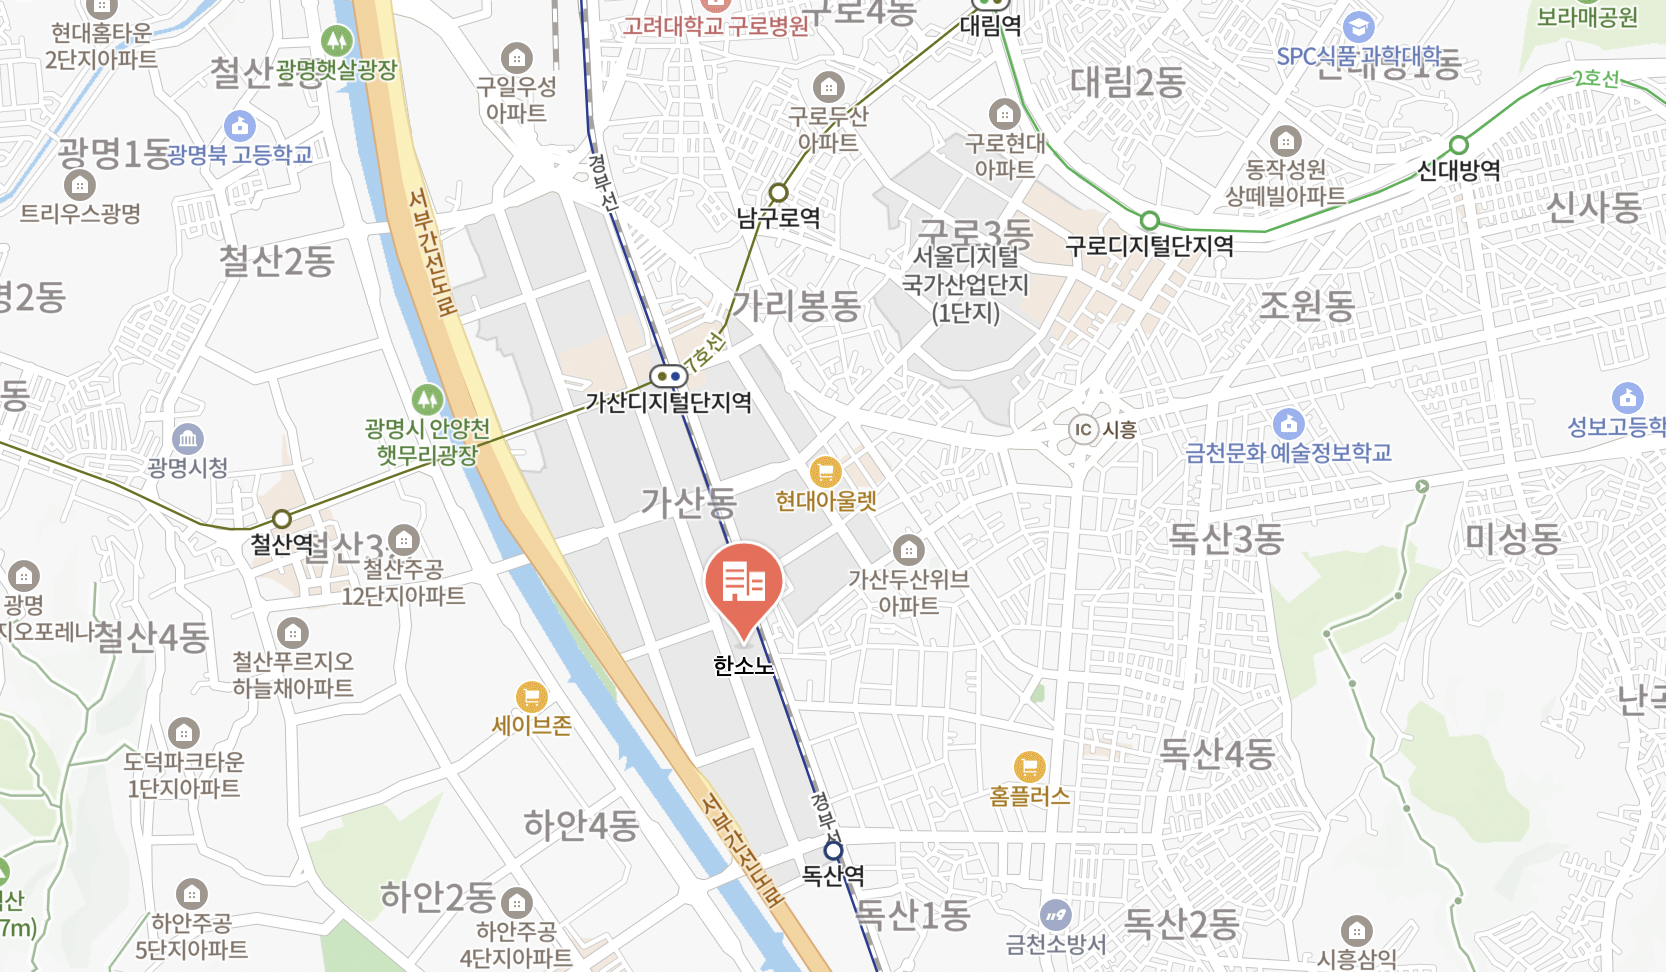 현대홈타운
2단지아파트
광명햇살광장
고려대학교 구로병원
구로4동
대림역
보라매공원
SPC식품과학대학
2호선
구일우성
아파트
구로두산
아파트
대림2동
구로현대
아파트
광명1동
광명북 고등학교
트리우스광명
경부선
동작성원
상떼빌아파트
신대방역
신사동
남구로역
구로3동
서울디지털
국가산업단지
(1단지)
구로디지털단지역
서부간선도로
철산2동
명2동
가리봉동
조원동
7호선
가산디지털단지역
동
광명시 안양천
햇무리광장
IC 시흥
금천문화 예술정보학교
성보고등학
광명시청
현대아울렛
가산동
철산역
철산3동
철산주공
12단지아파트
독산3동
미성동
가산두산위브
아파트
광명
지오포레나
철산4동
철산푸르지오
하늘채아파트
한소노
세이브존
난곡
도덕파크타운
1단지아파트
독산4동
홈플러스
하안4동
서부간선도로
경부선
독산역
하안2동
하안주공
5단지아파트
하안주공
4단지아파트
독산1동
119
금천소방서
독산2동
시흥삼익
산
7m)